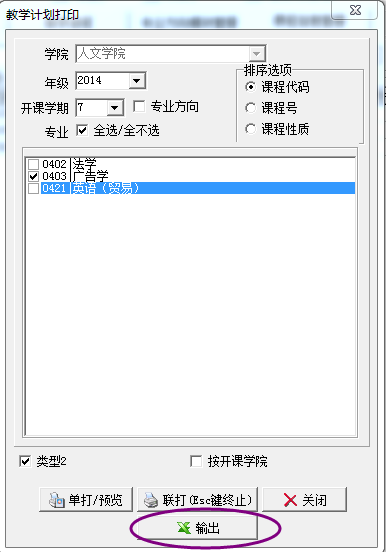 教学计划打印
学院 人文学院
年级 2014
开课学期 7 专业方向
专业 全选/全不选
排序选项
课程代码
课程号
课程性质
0402 法学
0403 广告学
0421 英语（贸易）
类型2 按开课学院
单打/预览 联打(Esc键终止) 关闭
输出